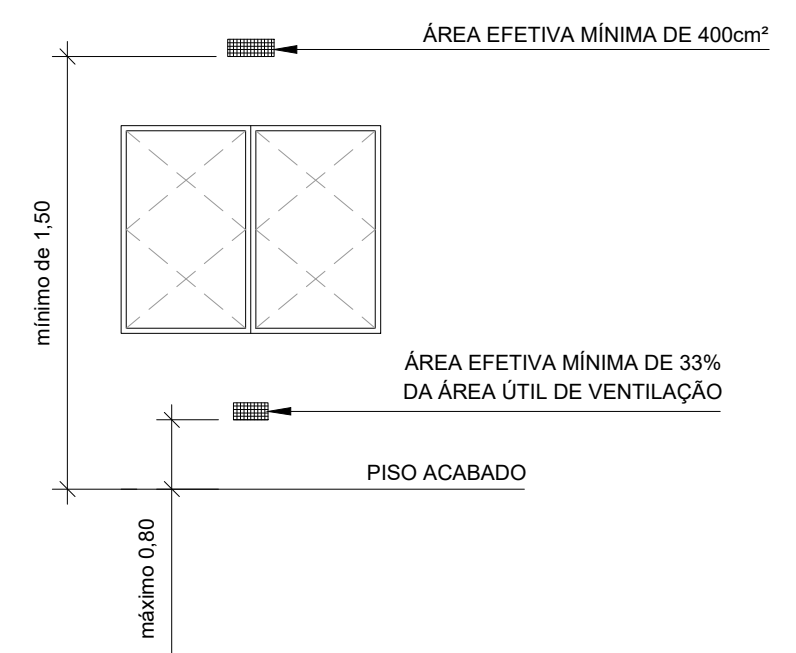 ÁREA EFETIVA MÍNIMA DE 400cm²
mínimo de 1,50
ÁREA EFETIVA MÍNIMA DE 33%
DA ÁREA ÚTIL DE VENTILAÇÃO
PISO ACABADO
máximo 0,80